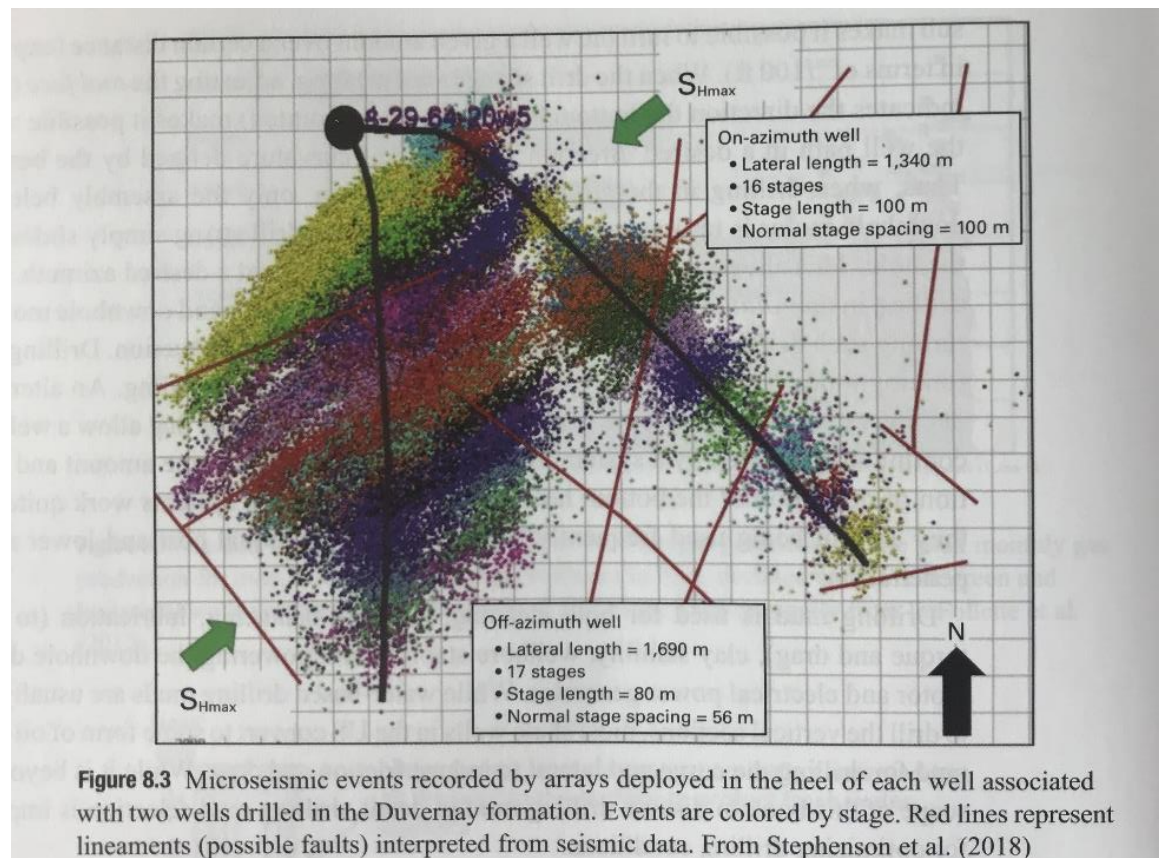 S_Hmax
8-29-64-20w5
On-azimuth well
• Lateral length = 1,340 m
• 16 stages
• Stage length = 100 m
• Normal stage spacing = 100 m
Off-azimuth well
• Lateral length = 1,690 m
• 17 stages
• Stage length = 80 m
• Normal stage spacing = 56 m
S_Hmax
N
Figure 8.3 Microseismic events recorded by arrays deployed in the heel of each well associated
with two wells drilled in the Duvernay formation. Events are colored by stage. Red lines represent
lineaments (possible faults) interpreted from seismic data. From Stephenson et al. (2018)